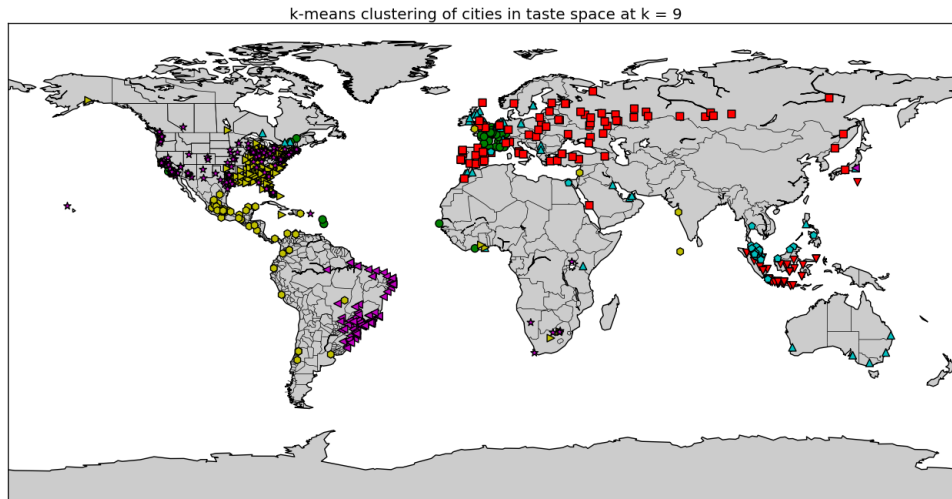 k-means clustering of cities in taste space at k = 9